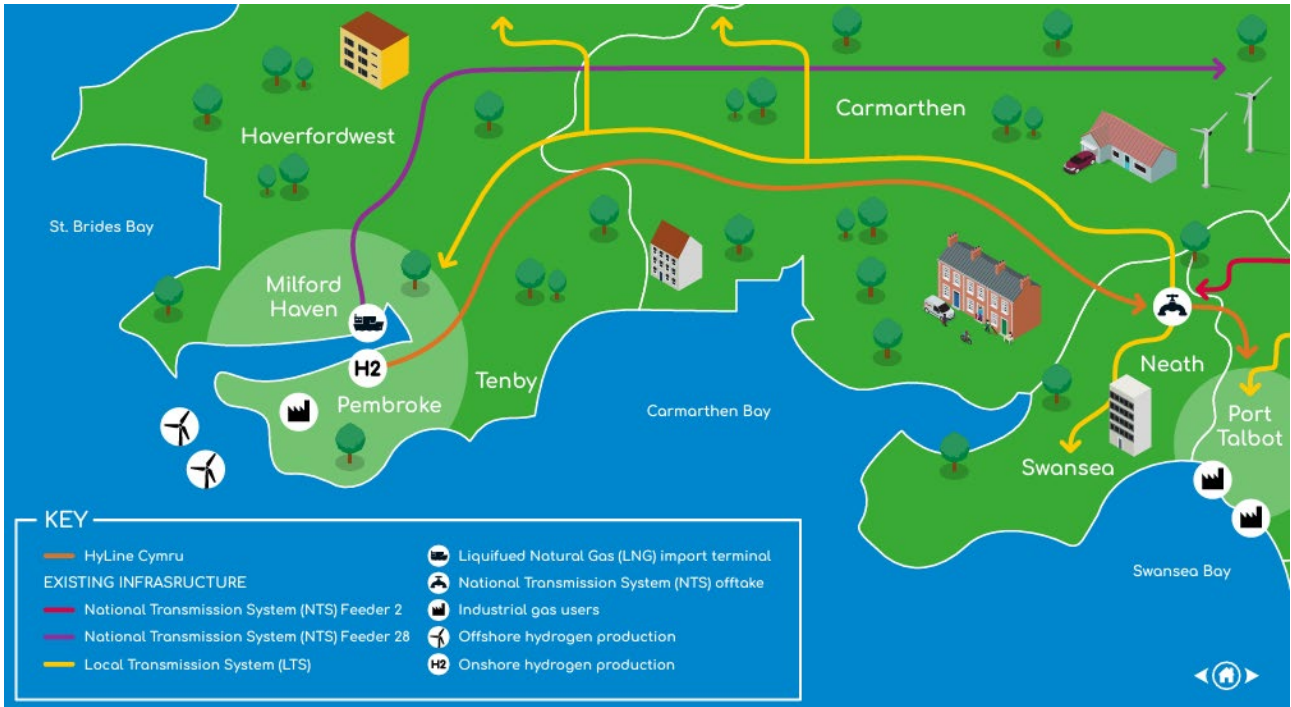 Haverfordwest
Carmarthen
St. Brides Bay
Milford
Haven
H2
Pembroke
Tenby
Carmarthen Bay
Neath
Port
Talbot
Swansea
Swansea Bay
KEY
HyLine Cymru
EXISTING INFRASRUCTURE
National Transmission System (NTS) Feeder 2
National Transmission System (NTS) Feeder 28
Local Transmission System (LTS)
Liquifued Natural Gas (LNG) import terminal
National Transmission System (NTS) offtake
Industrial gas users
Offshore hydrogen production
H2 Onshore hydrogen production